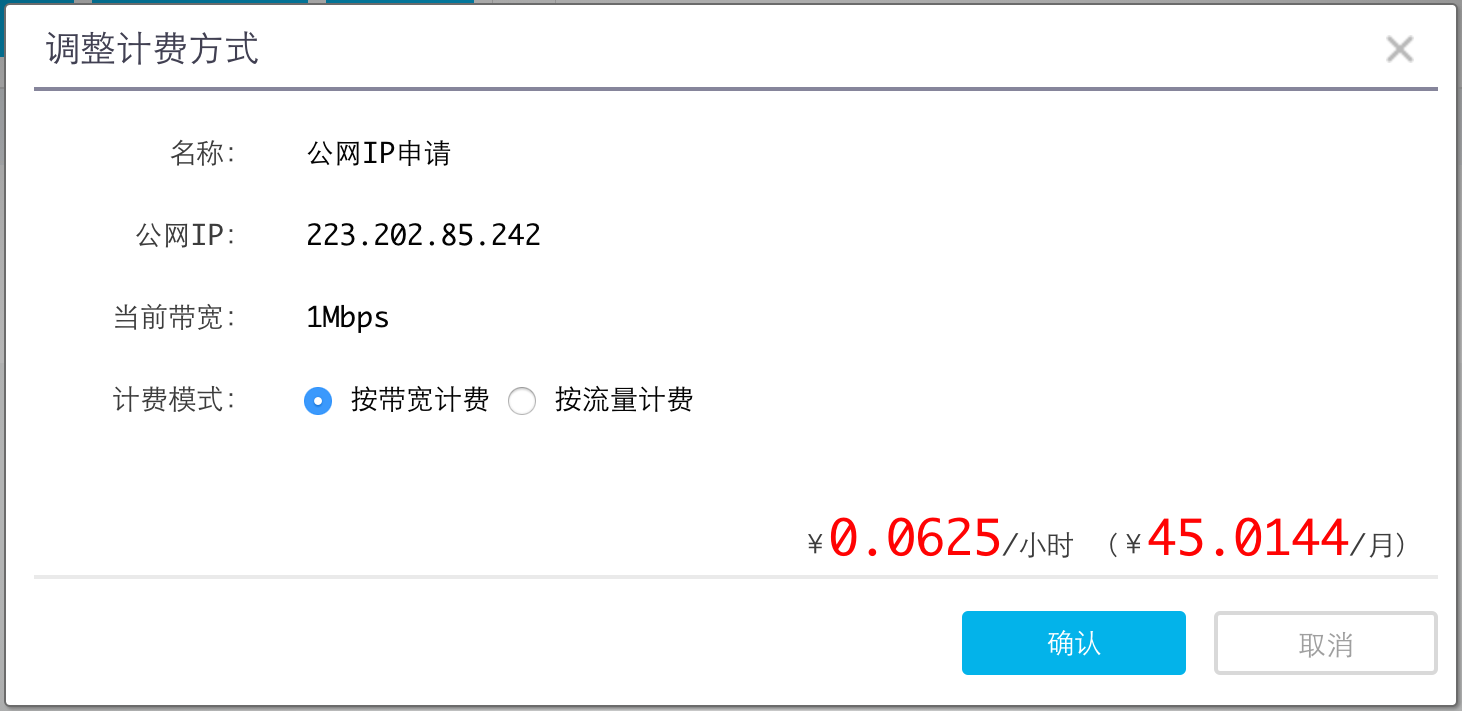 调整计费方式
名称： 公网IP申请
公网IP： 223.202.85.242
当前带宽： 1Mbps
计费模式： 按带宽计费 按流量计费
¥0.0625/小时 （¥45.0144/月）
确认 取消